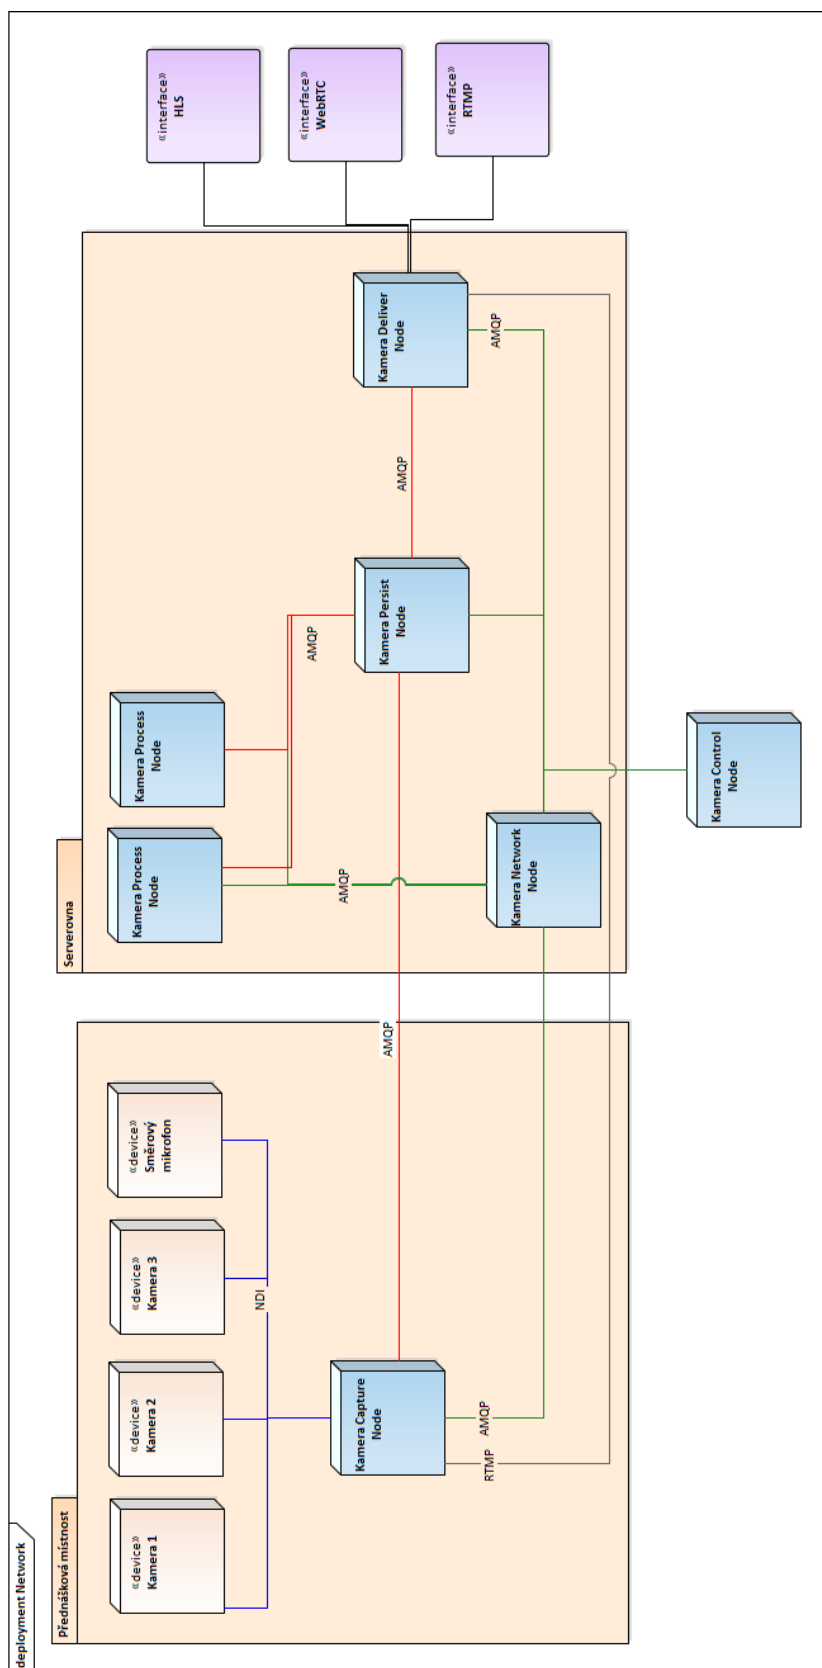 deployment Network
Přednášková místnost
«device»
Kamera 1
«device»
Kamera 2
«device»
Kamera 3
«device»
Směrový
mikrofon
NDI
Kamera Capture
Node
RTMP
AMQP
AMQP
Serverovna
Kamera Process
Node
Kamera Process
Node
AMQP
AMQP
Kamera Persist
Node
Kamera Network
Node
AMQP
Kamera Deliver
Node
AMQP
Kamera Control
Node
«interface»
HLS
«interface»
WebRTC
«interface»
RTMP